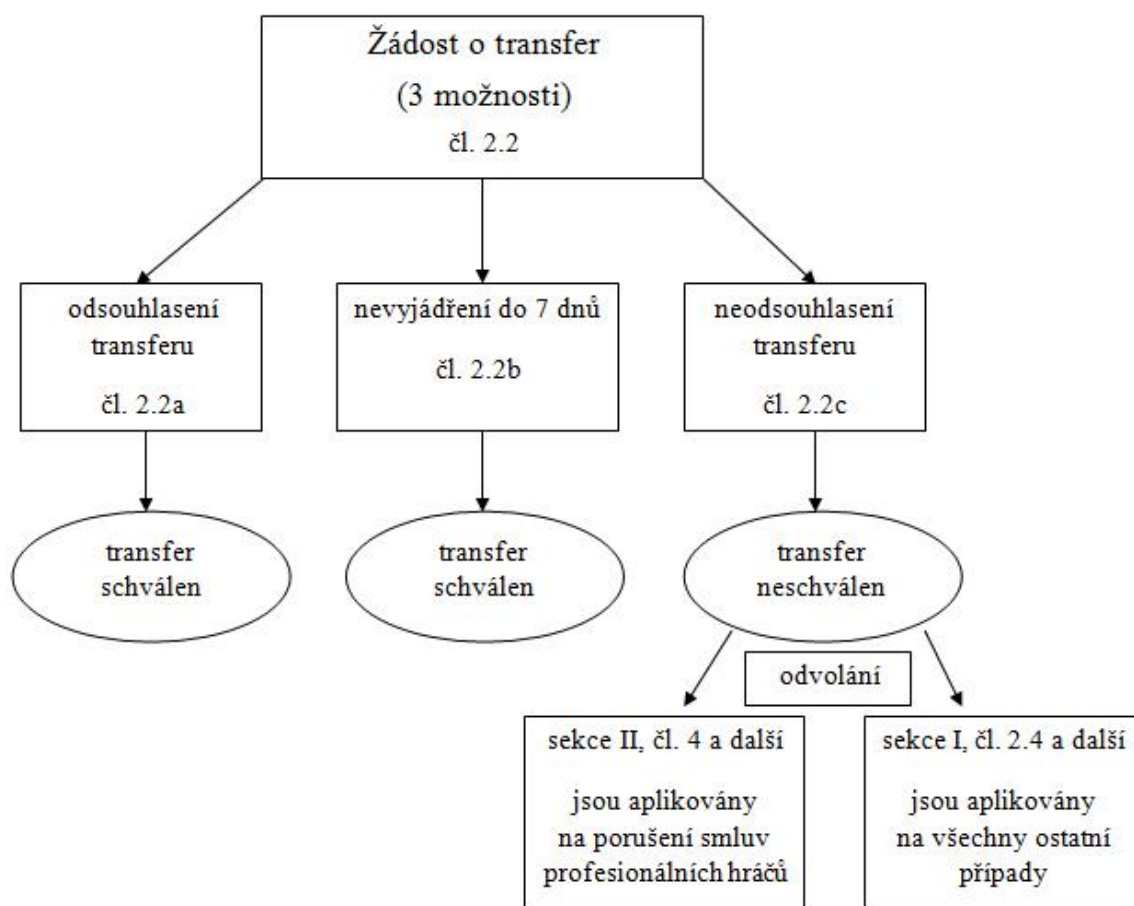 Žádost o transfer
(3 možnosti)
čl. 2.2
odsouhlasení
transferu
čl. 2.2a
nevyjádření do 7 dnů
čl. 2.2b
neodsouhlasení
transferu
čl. 2.2c
transfer
schválen
transfer
schválen
transfer
neschválen
odvolání
sekce II, čl. 4 a další
jsou aplikovány
na porušení smluv
profesionálních hráčů
sekce I, čl. 2.4 a další
jsou aplikovány
na všechny ostatní
případy